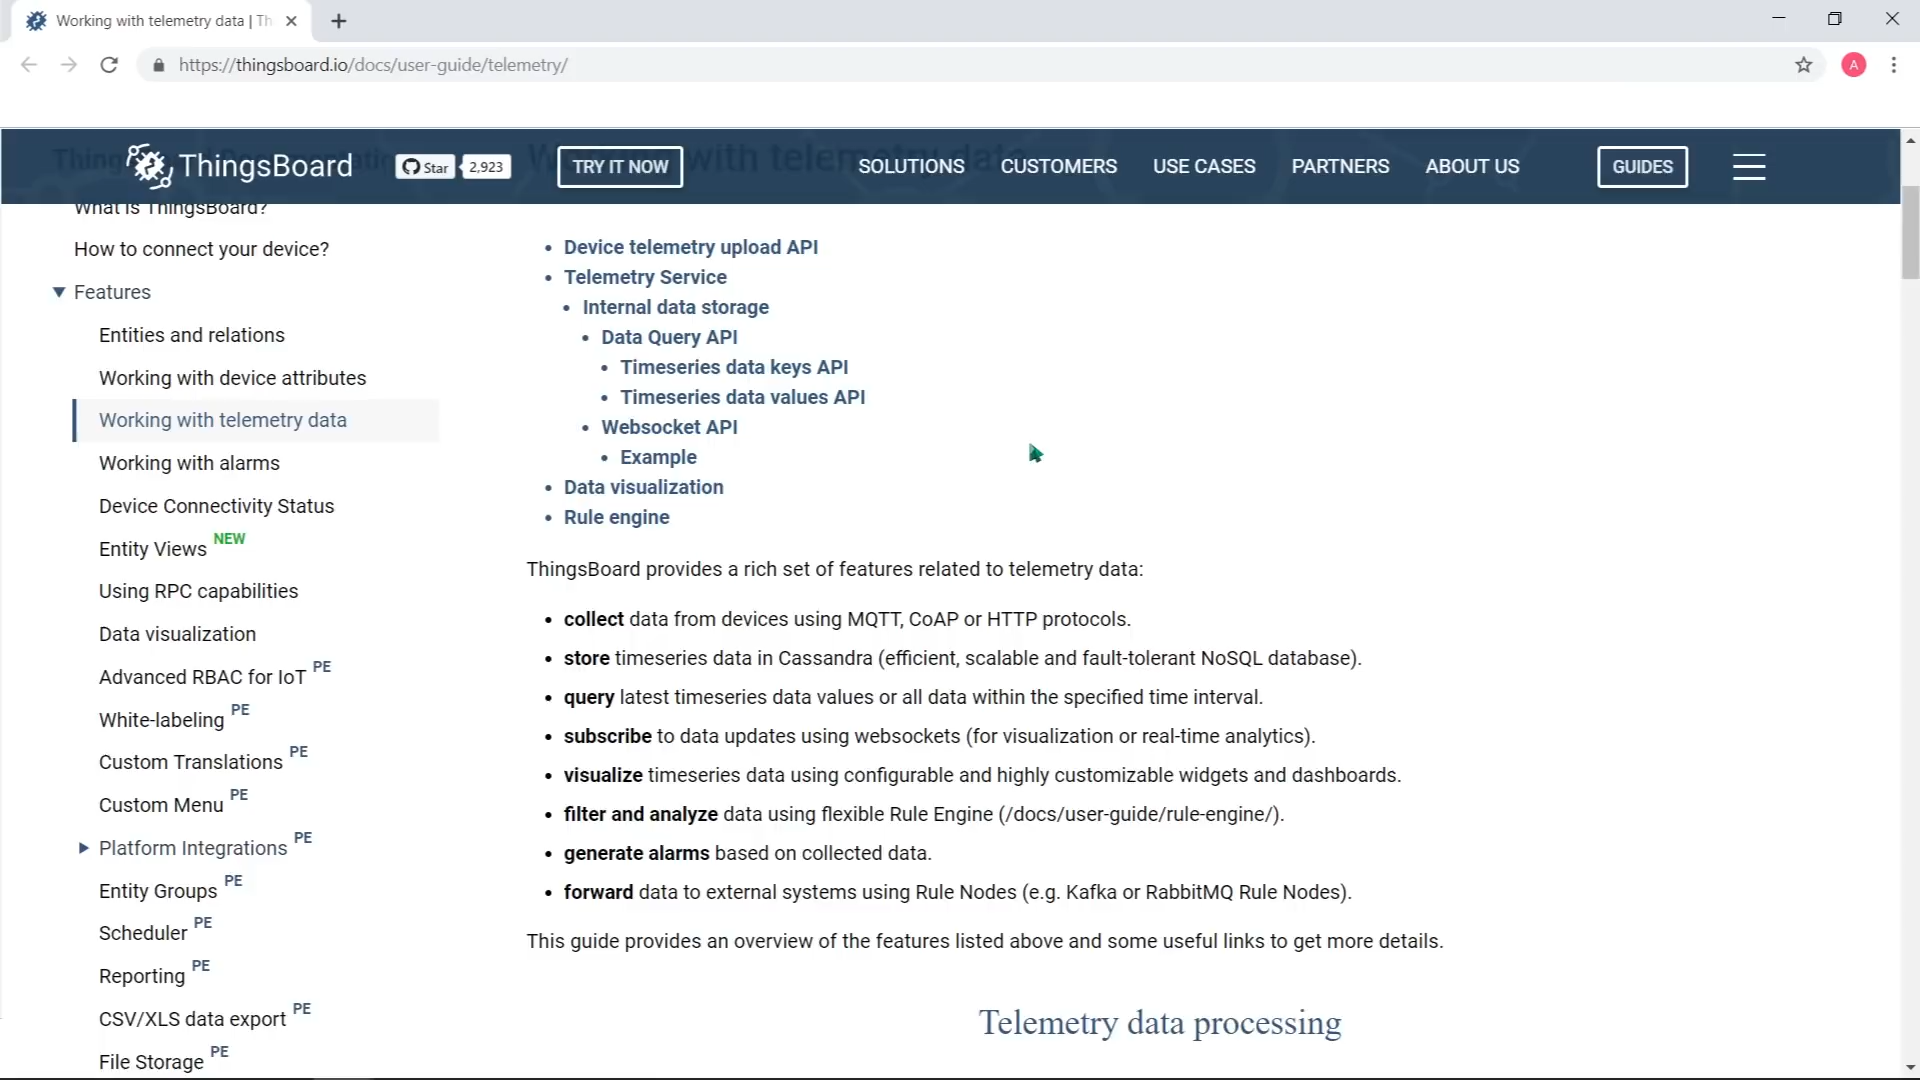 Working with telemetry data | Th
https://thingsboard.io/docs/user-guide/telemetry/
A
ThingsBoard
Star
2,923
TRY IT NOW
SOLUTIONS
CUSTOMERS
USE CASES
PARTNERS
ABOUT US
GUIDES
Working with telemetry data
What is ThingsBoard?
How to connect your device?
Features
Entities and relations
Working with device attributes
Working with telemetry data
Working with alarms
Device Connectivity Status
Entity Views NEW
Using RPC capabilities
Data visualization
Advanced RBAC for IoT PE
White-labeling PE
Custom Translations PE
Custom Menu PE
Platform Integrations PE
Entity Groups PE
Scheduler PE
Reporting PE
CSV/XLS data export PE
File Storage PE
• Device telemetry upload API
• Telemetry Service
• Internal data storage
• Data Query API
• Timeseries data keys API
• Timeseries data values API
• Websocket API
• Example
• Data visualization
• Rule engine
ThingsBoard provides a rich set of features related to telemetry data:
• collect data from devices using MQTT, CoAP or HTTP protocols.
• store timeseries data in Cassandra (efficient, scalable and fault-tolerant NoSQL database).
• query latest timeseries data values or all data within the specified time interval.
• subscribe to data updates using websockets (for visualization or real-time analytics).
• visualize timeseries data using configurable and highly customizable widgets and dashboards.
• filter and analyze data using flexible Rule Engine (/docs/user-guide/rule-engine/).
• generate alarms based on collected data.
• forward data to external systems using Rule Nodes (e.g. Kafka or RabbitMQ Rule Nodes).
This guide provides an overview of the features listed above and some useful links to get more details.
Telemetry data processing